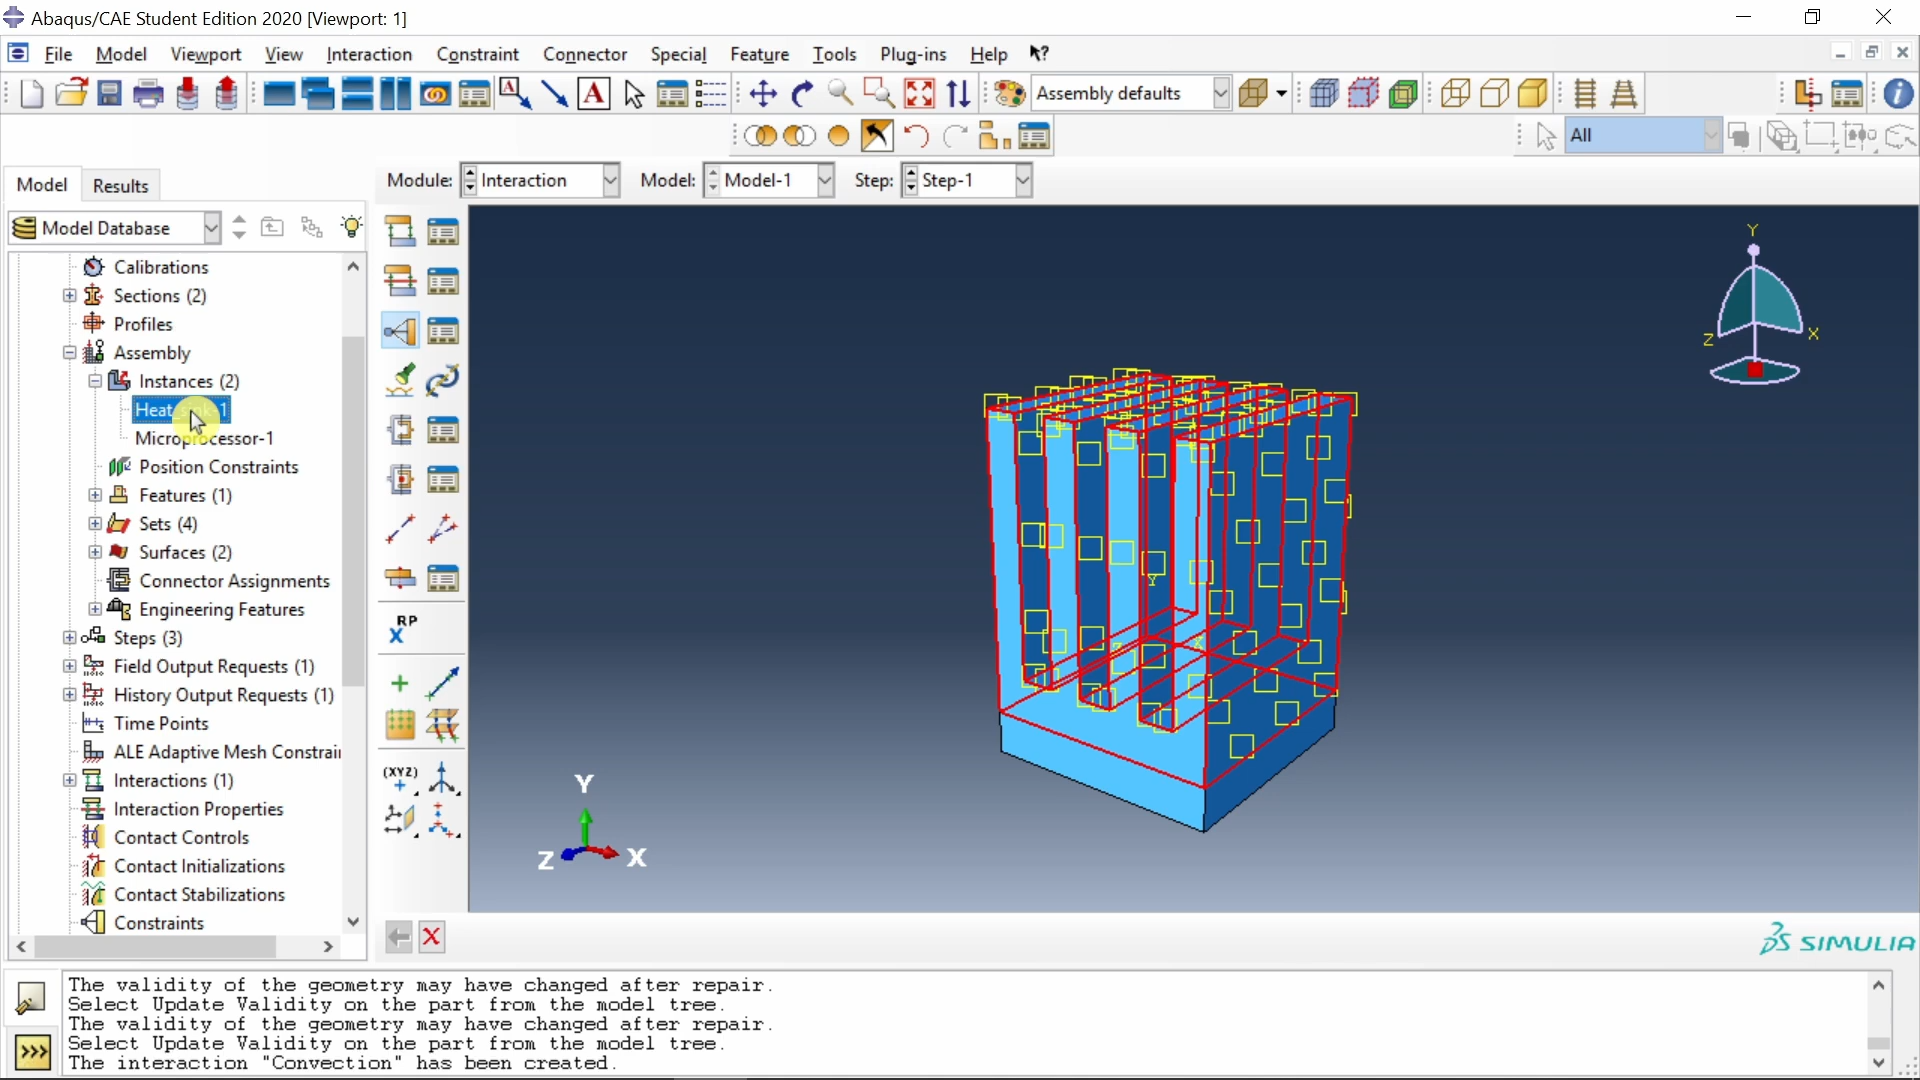 Abaqus/CAE Student Edition 2020 [Viewport: 1]
File Model Viewport View Interaction Constraint Connector Special Feature Tools Plug-ins Help
Assembly defaults
All
Model Results
Module: Interaction Model: Model-1 Step: Step-1
Model Database
Calibrations
Sections (2)
Profiles
Assembly
Instances (2)
Heat_sink-1
Microprocessor-1
Position Constraints
Features (1)
Sets (4)
Surfaces (2)
Connector Assignments
Engineering Features
Steps (3)
Field Output Requests (1)
History Output Requests (1)
Time Points
ALE Adaptive Mesh Constrai
Interactions (1)
Interaction Properties
Contact Controls
Contact Initializations
Contact Stabilizations
Constraints
RP
(XYZ)
Y
Z
X
Y
Z
X
Y
X
SIMULIA
The validity of the geometry may have changed after repair.
Select Update Validity on the part from the model tree.
The validity of the geometry may have changed after repair.
Select Update Validity on the part from the model tree.
The interaction "Convection" has been created.